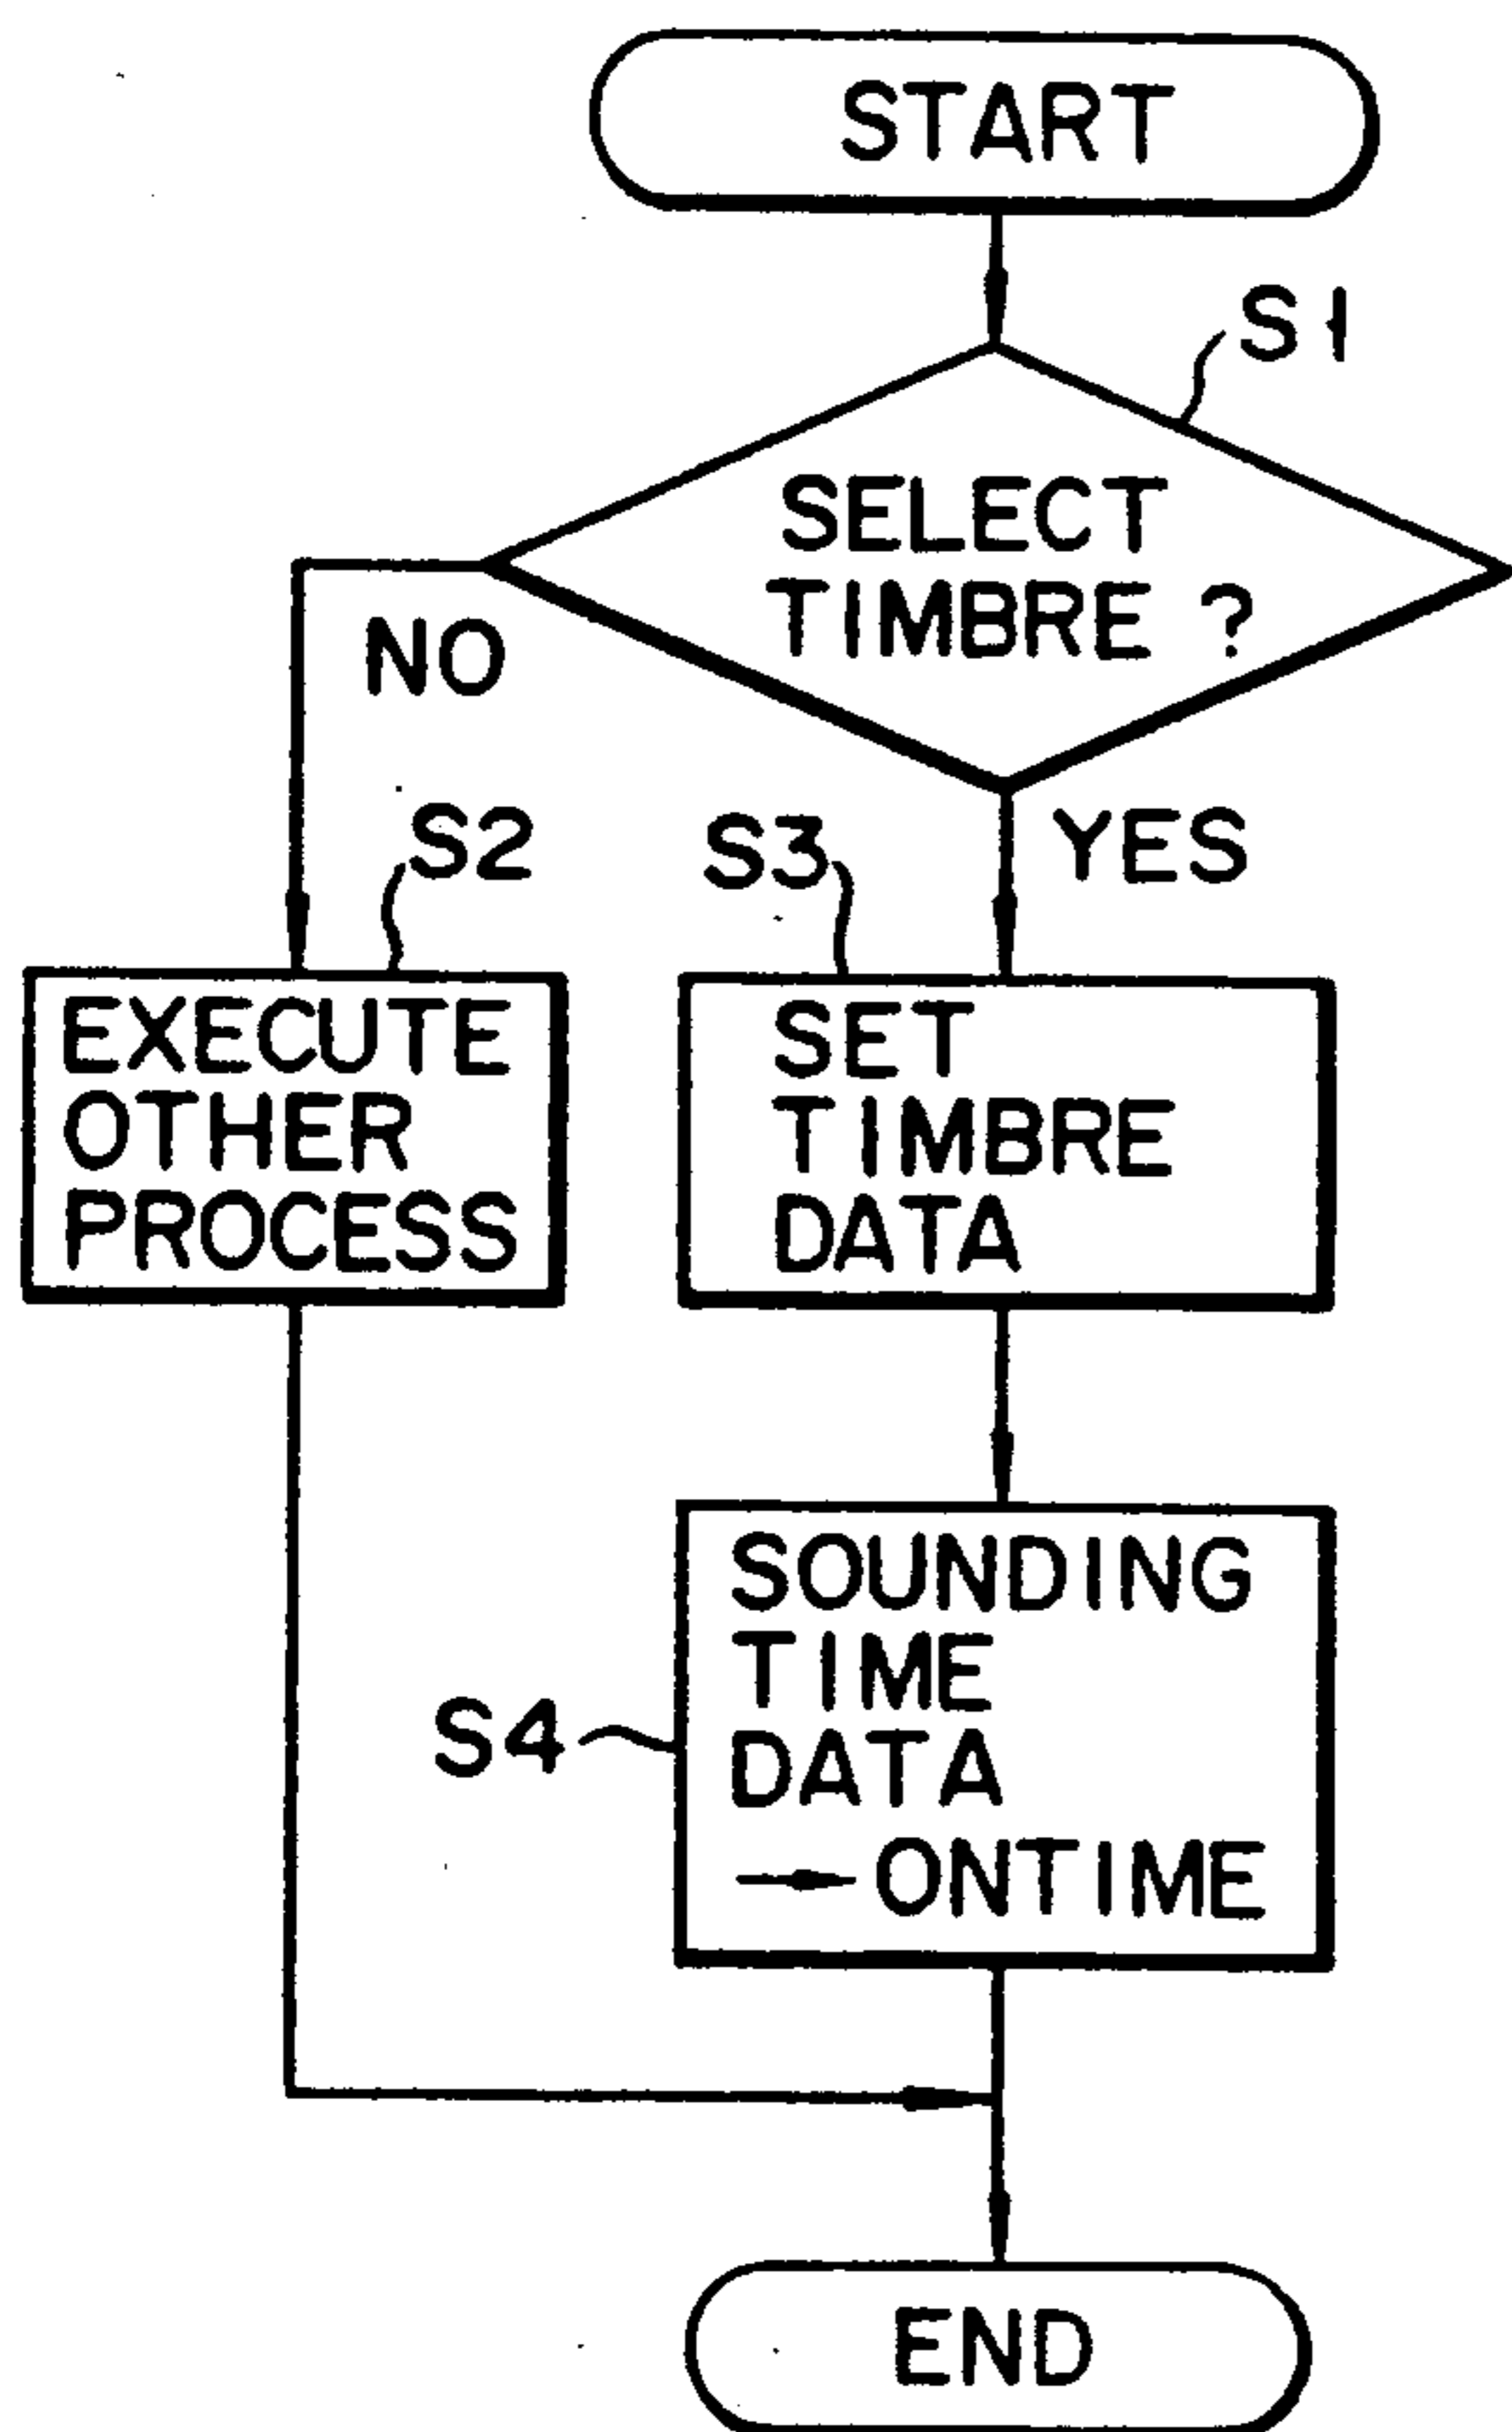 START
S1
SELECT
TIMBRE ?
NO
S2
S3
YES
EXECUTE
OTHER
PROCESS
SET
TIMBRE
DATA
SOUNDING
TIME
DATA
→ ONTIME
S4
END